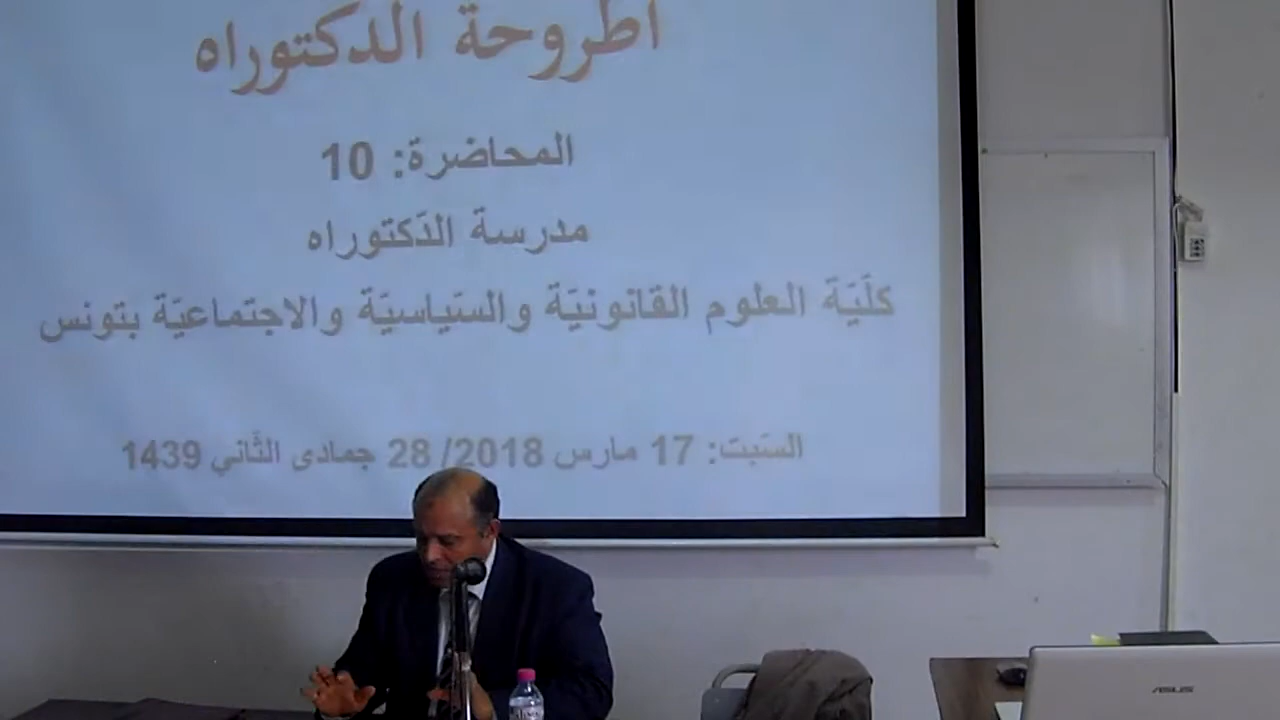 أطروحة الدكتوراه
المحاضرة: 10
مدرسة الدّكتوراه
كلّيّة العلوم القانونيّة والسّياسيّة والاجتماعيّة بتونس
السّبت: 17 مارس 2018/ 28 جمادى الثّاني 1439
ASUS